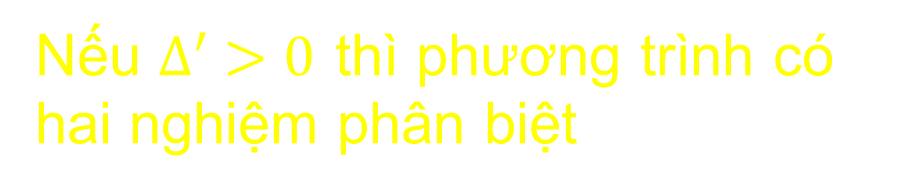 Nếu Δ′ > 0 thì phương trình có
hai nghiệm phân biệt